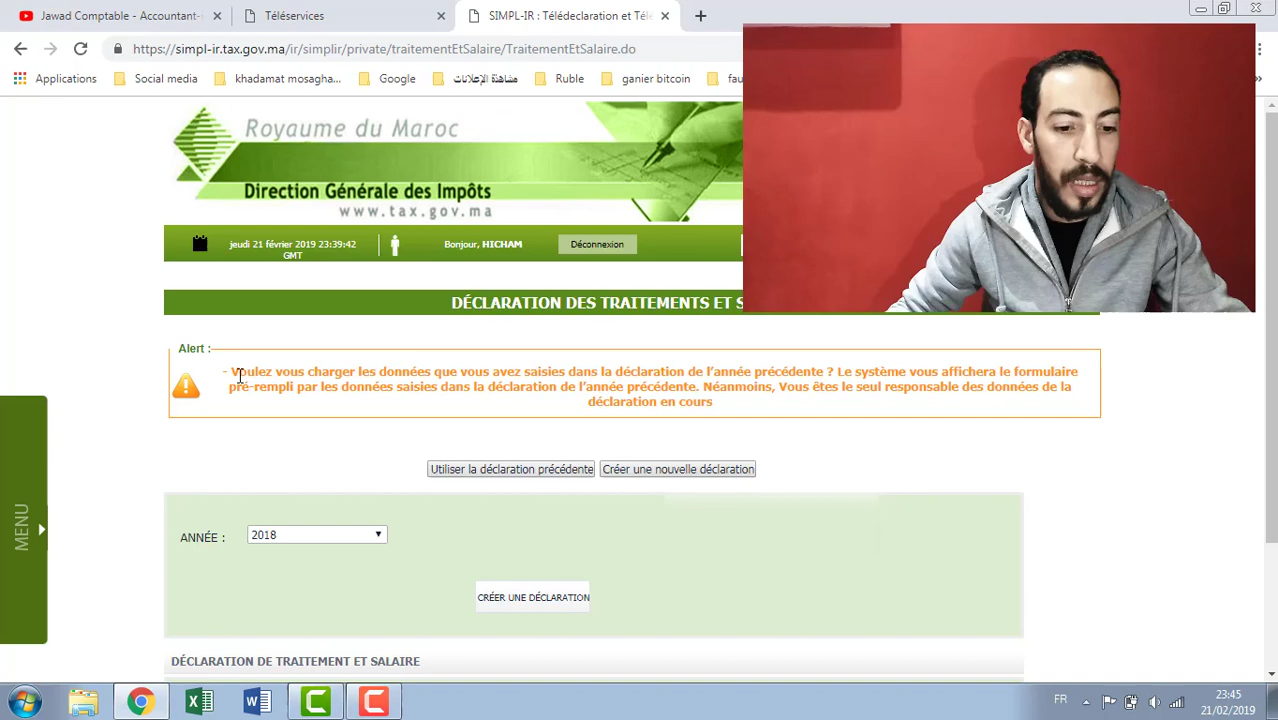 Jawad Comptable - Accountant-
Téléservices
SIMPL-IR : Télédeclaration et Tél
https://simpl-ir.tax.gov.ma/ir/simplir/private/traitementEtSalaire/TraitementEtSalaire.do
Applications
Social media
khadamat mosagha...
Google
مشاهدة الإعلانات
Ruble
ganier bitcoin
fau
»
Royaume du Maroc
Direction Générale des Impôts
www.tax.gov.ma
jeudi 21 février 2019 23:39:42
GMT
Bonjour, HICHAM
Déconnexion
DÉCLARATION DES TRAITEMENTS ET S
Alert :
- Voulez vous charger les données que vous avez saisies dans la déclaration de l’année précédente ? Le système vous affichera le formulaire
pré-rempli par les données saisies dans la déclaration de l’année précédente. Néanmoins, Vous êtes le seul responsable des données de la
déclaration en cours
Utiliser la déclaration précédente
Créer une nouvelle déclaration
MENU
ANNÉE :
2018
CRÉER UNE DÉCLARATION
DÉCLARATION DE TRAITEMENT ET SALAIRE
FR
23:45
21/02/2019